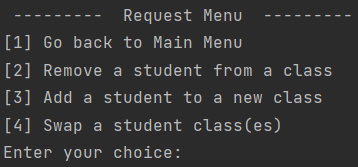 ---------  Request Menu  ---------
[1] Go back to Main Menu
[2] Remove a student from a class
[3] Add a student to a new class
[4] Swap a student class(es)
Enter your choice: